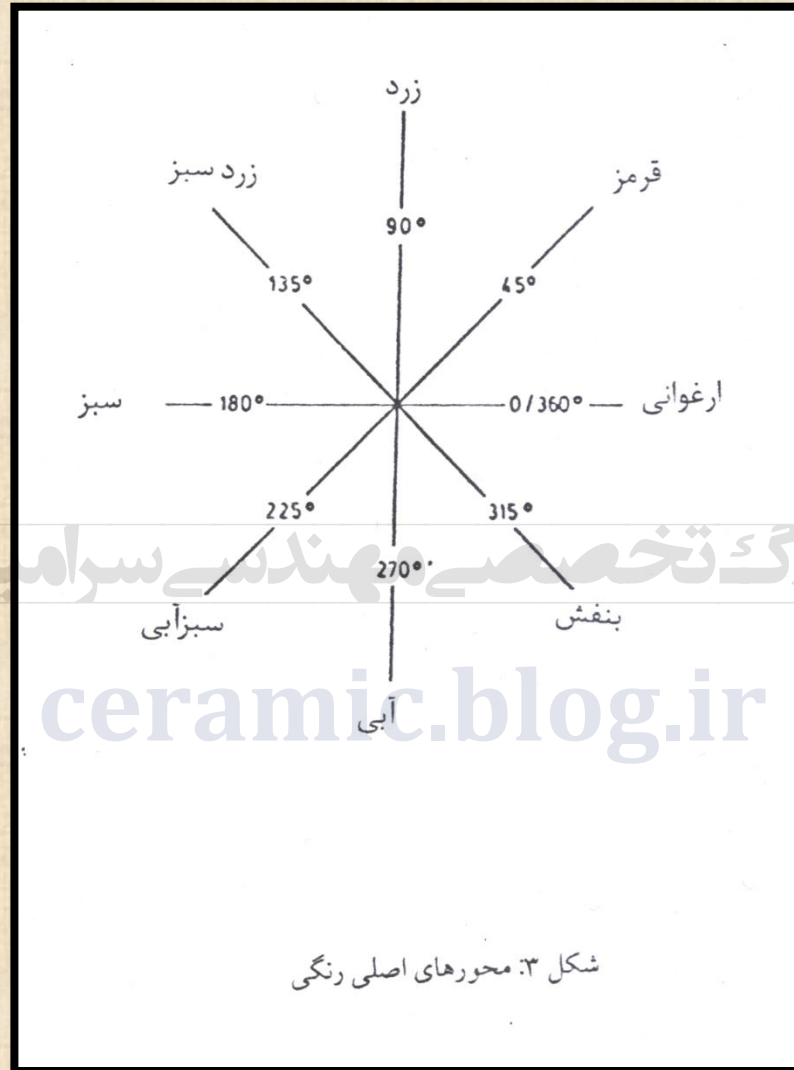 زرد
قرمز
زرد سبز
90°
45°
135°
ارغوانی
0/360°
180°
سبز
315°
225°
270°
بنفش
سبزآبی
آبی
ceramic.blog.ir
شکل ۳: محورهای اصلی رنگی